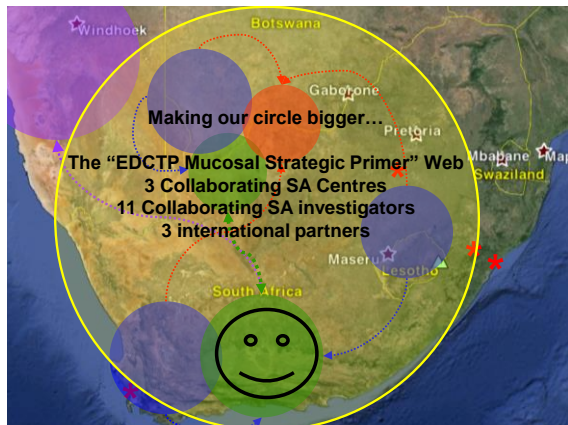 Windhoek
Botswana
Gaborone
Making our circle bigger…
Pretoria
The “EDCTP Mucosal Strategic Primer” Web
Mbabane
Map
3 Collaborating SA Centres
Swaziland
11 Collaborating SA investigators
3 international partners
Maseru
Lesotho
South Africa